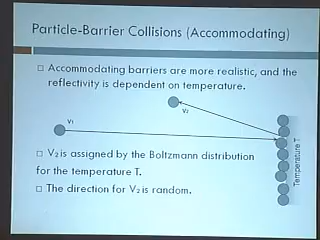 Particle-Barrier Collisions (Accommodating)
□ Accommodating barriers are more realistic, and the
reflectivity is dependent on temperature.
V₂
V₁
Temperature T
□ V₂ is assigned by the Boltzmann distribution
for the temperature T.
□ The direction for V₂ is random.